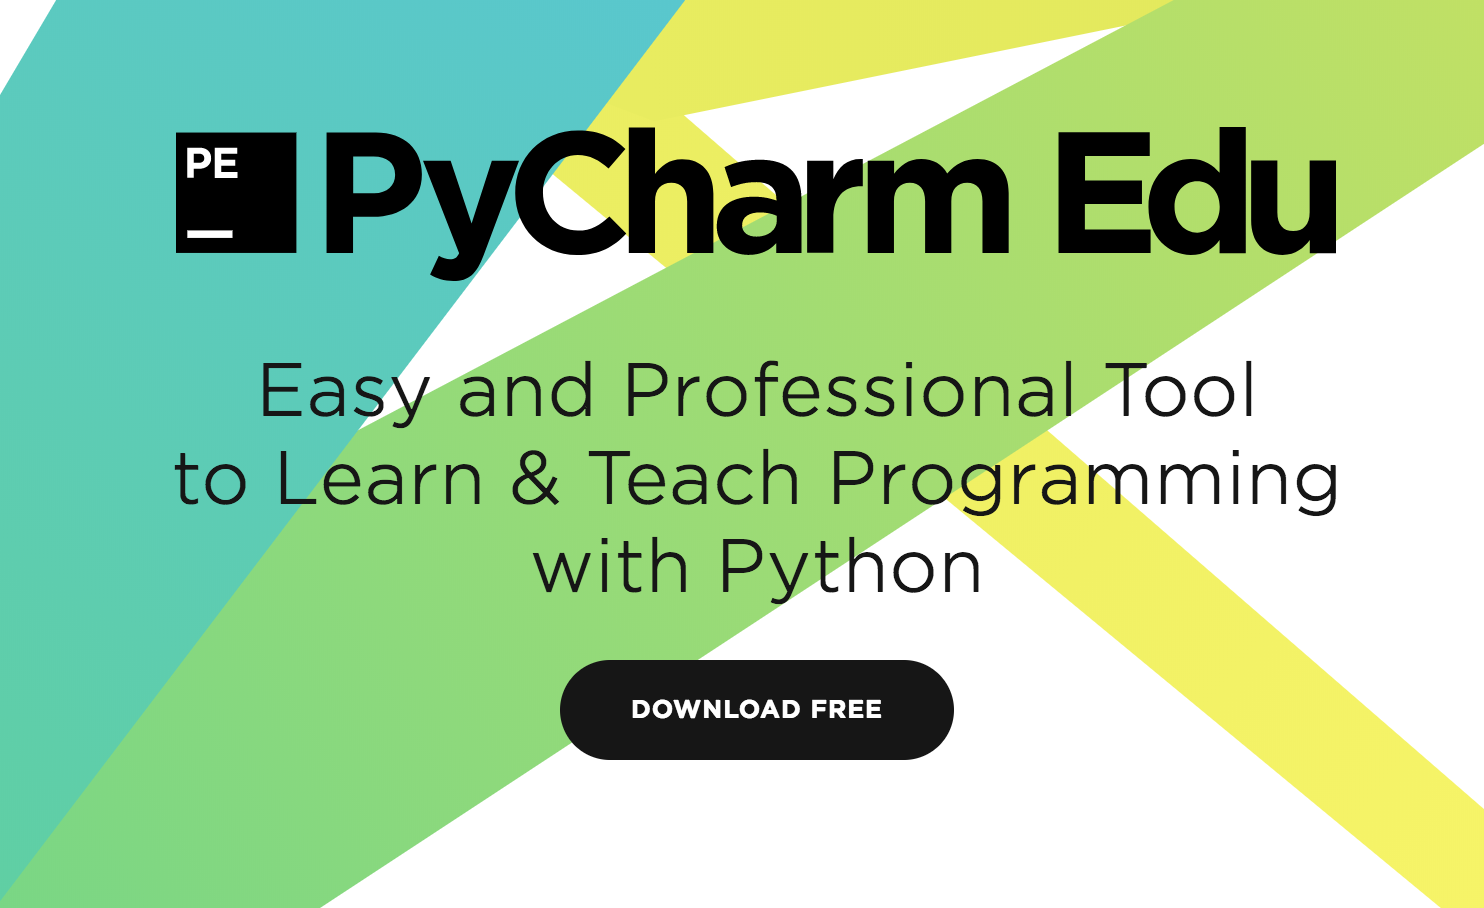 PE
PyCharm Edu
Easy and Professional Tool
to Learn & Teach Programming
with Python
DOWNLOAD FREE